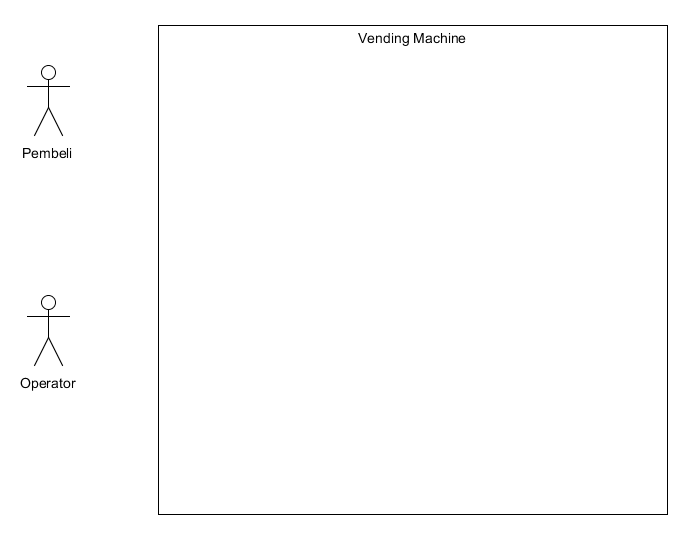 Vending Machine
Pembeli
Operator